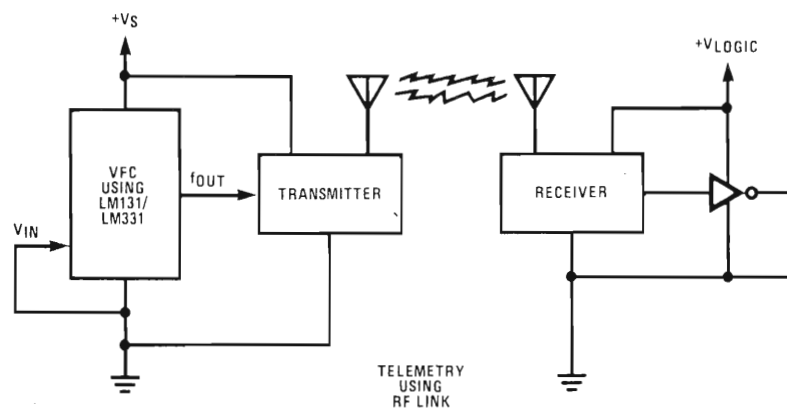 +VS
+VLOGIC
VFC
USING
LM131/
LM331
fOUT
TRANSMITTER
RECEIVER
VIN
TELEMETRY
USING
RF LINK